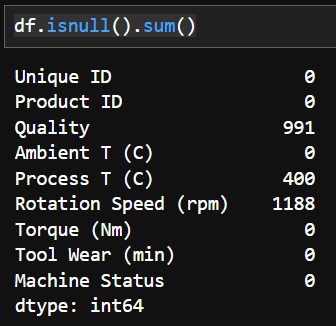 df.isnull().sum()
Unique ID 0
Product ID 0
Quality 991
Ambient T (C) 0
Process T (C) 400
Rotation Speed (rpm) 1188
Torque (Nm) 0
Tool Wear (min) 0
Machine Status 0
dtype: int64